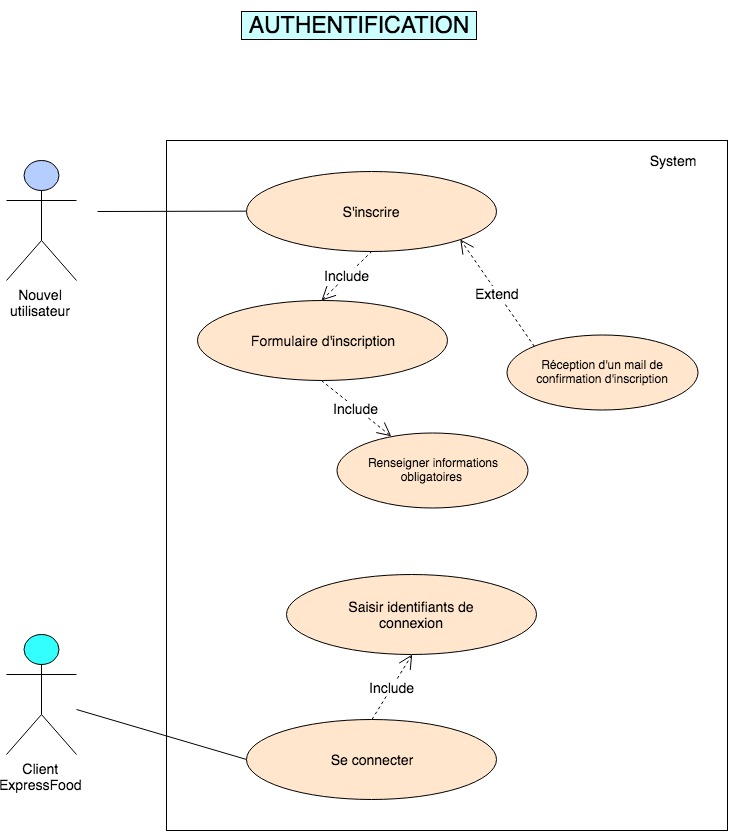 AUTHENTIFICATION
System
S'inscrire
Nouvel
utilisateur
Include
Extend
Formulaire d'inscription
Réception d'un mail de
confirmation d'inscription
Include
Renseigner informations
obligatoires
Saisir identifiants de
connexion
Include
Se connecter
Client
ExpressFood